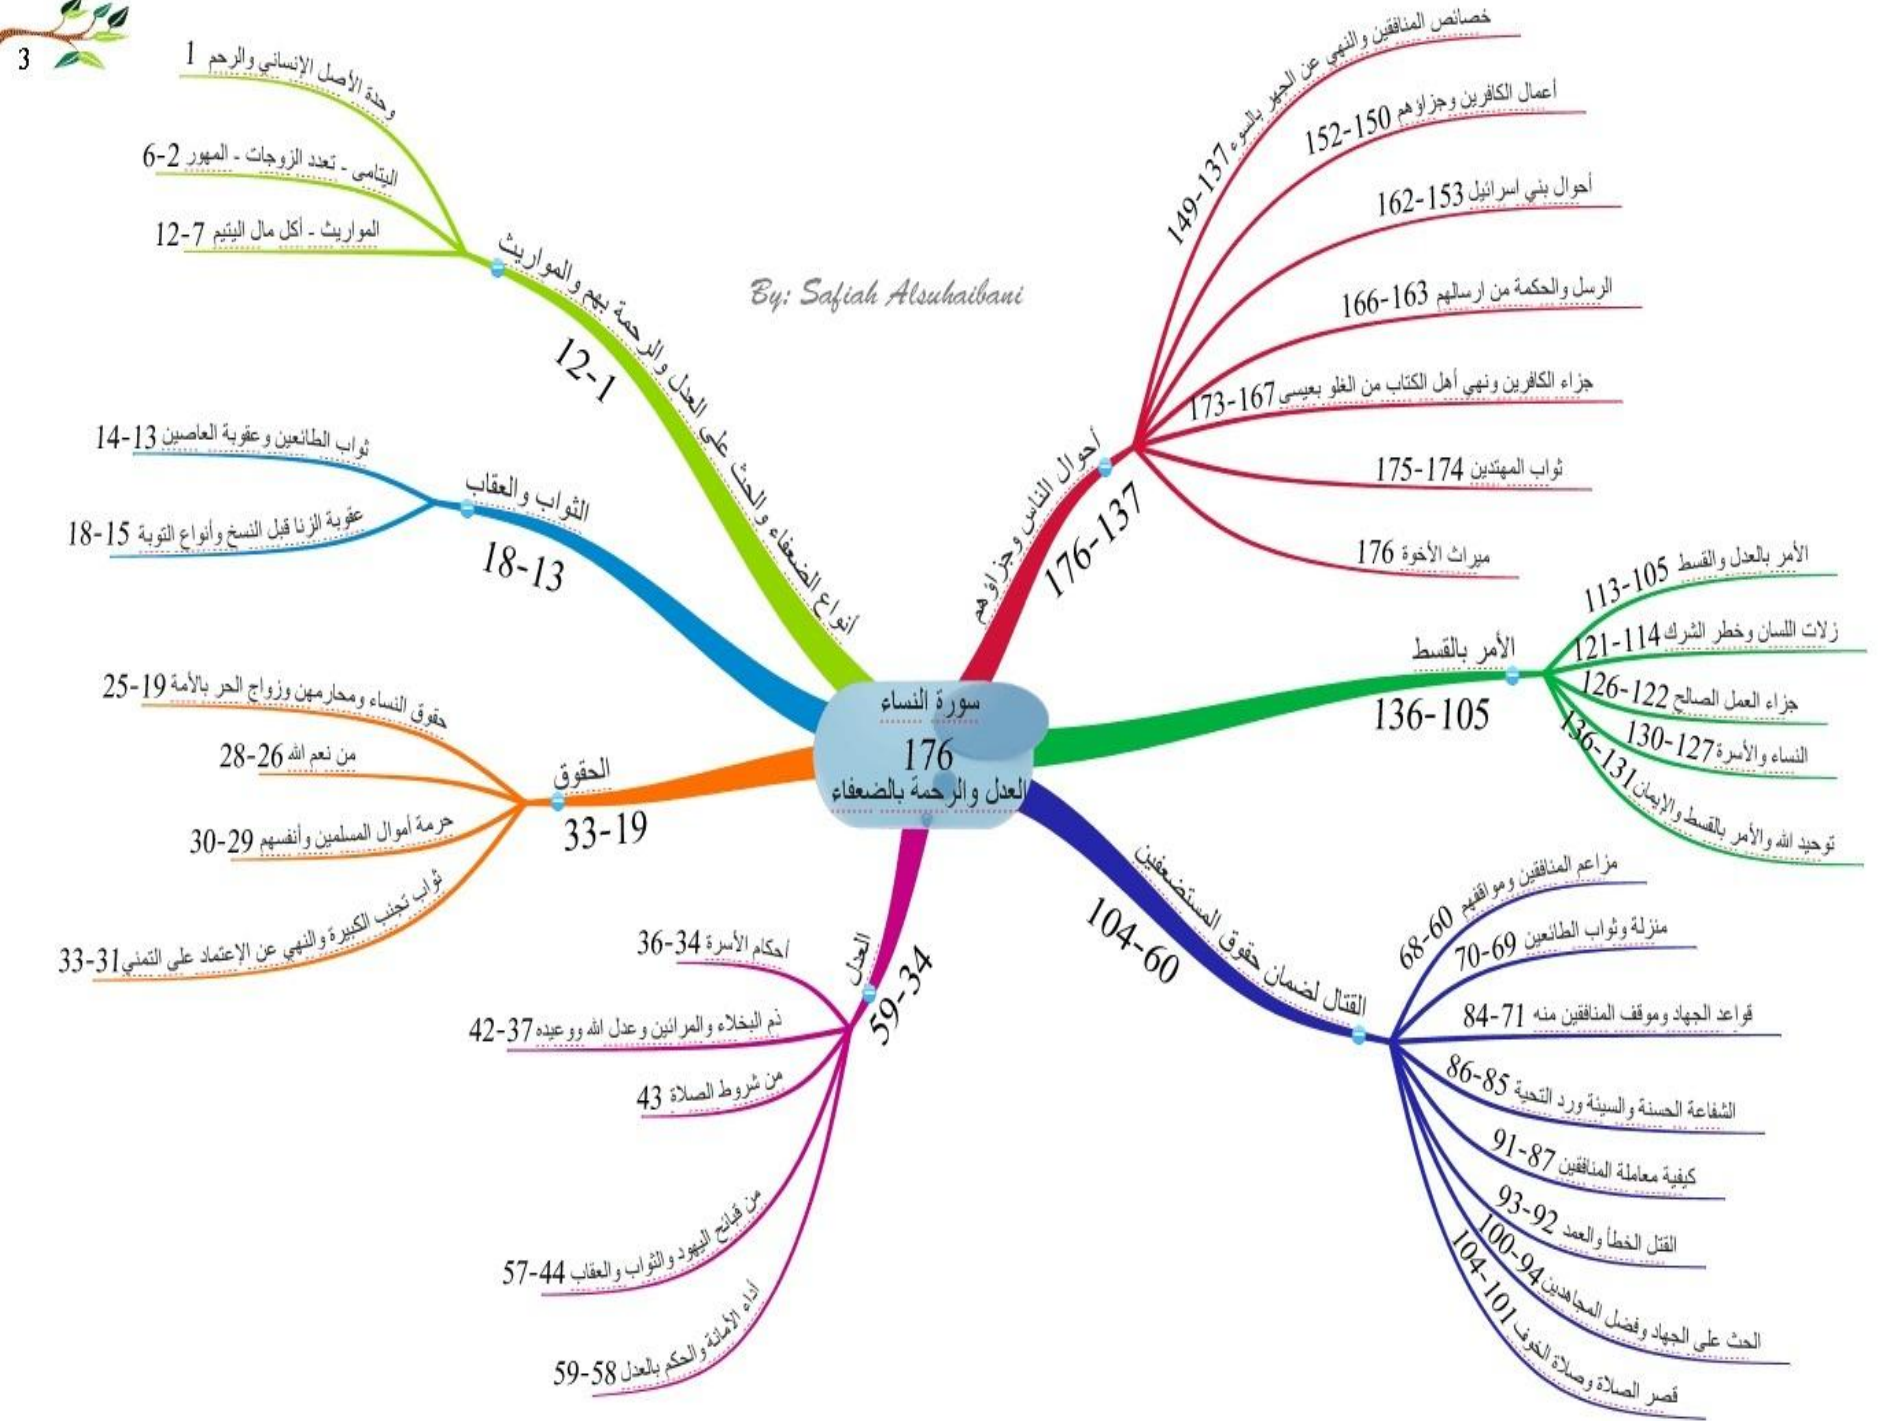 3
By: Safiah Alsuhaibani
سورة النساء
176
العدل والرحمة بالضعفاء
أنواع الضعفاء والحث على العدل والرحمة بهم والمواريث
12-1
وحدة الأصل الإنساني والرحم 1
اليتامى - تعدد الزوجات - المهور 2-6
المواريث - أكل مال اليتيم 7-12
الثواب والعقاب
18-13
ثواب الطائعين وعقوبة العاصين 13-14
عقوبة الزنا قبل النسخ وأنواع التوبة 15-18
الحقوق
33-19
حقوق النساء ومحارمهن وزواج الحر بالأمة 19-25
من نعم الله 26-28
حرمة أموال المسلمين وأنفسهم 29-30
ثواب تجنب الكبيرة والنهي عن الإعتماد على التمني 31-33
العدل
59-34
أحكام الأسرة 34-36
ذم البخلاء والمرائين وعدل الله ووعيده 37-42
من شروط الصلاة 43
من قبائح اليهود والثواب والعقاب 44-57
أداء الأمانة والحكم بالعدل 58-59
القتال لضمان حقوق المستضعفين
104-60
مزاعم المنافقين ومواقفهم 60-68
منزلة وثواب الطائعين 69-70
قواعد الجهاد وموقف المنافقين منه 71-84
الشفاعة الحسنة والسيئة ورد التحية 85-86
كيفية معاملة المنافقين 87-91
القتل الخطأ والعمد 92-93
الحث على الجهاد وفضل المجاهدين 94-100
قصر الصلاة وصلاة الخوف 101-104
الأمر بالقسط
136-105
الأمر بالعدل والقسط 105-113
زلات اللسان وخطر الشرك 114-121
جزاء العمل الصالح 122-126
النساء والأسرة 127-130
توحيد الله والأمر بالقسط والإيمان 131-136
أحوال الناس وجزاؤهم
176-137
خصائص المنافقين والنهي عن الجهر بالسوء 137-149
أعمال الكافرين وجزاؤهم 150-152
أحوال بني اسرائيل 153-162
الرسل والحكمة من ارسالهم 163-166
جزاء الكافرين ونهي أهل الكتاب من الغلو بعيسى 167-173
ثواب المهتدين 174-175
ميراث الأخوة 176